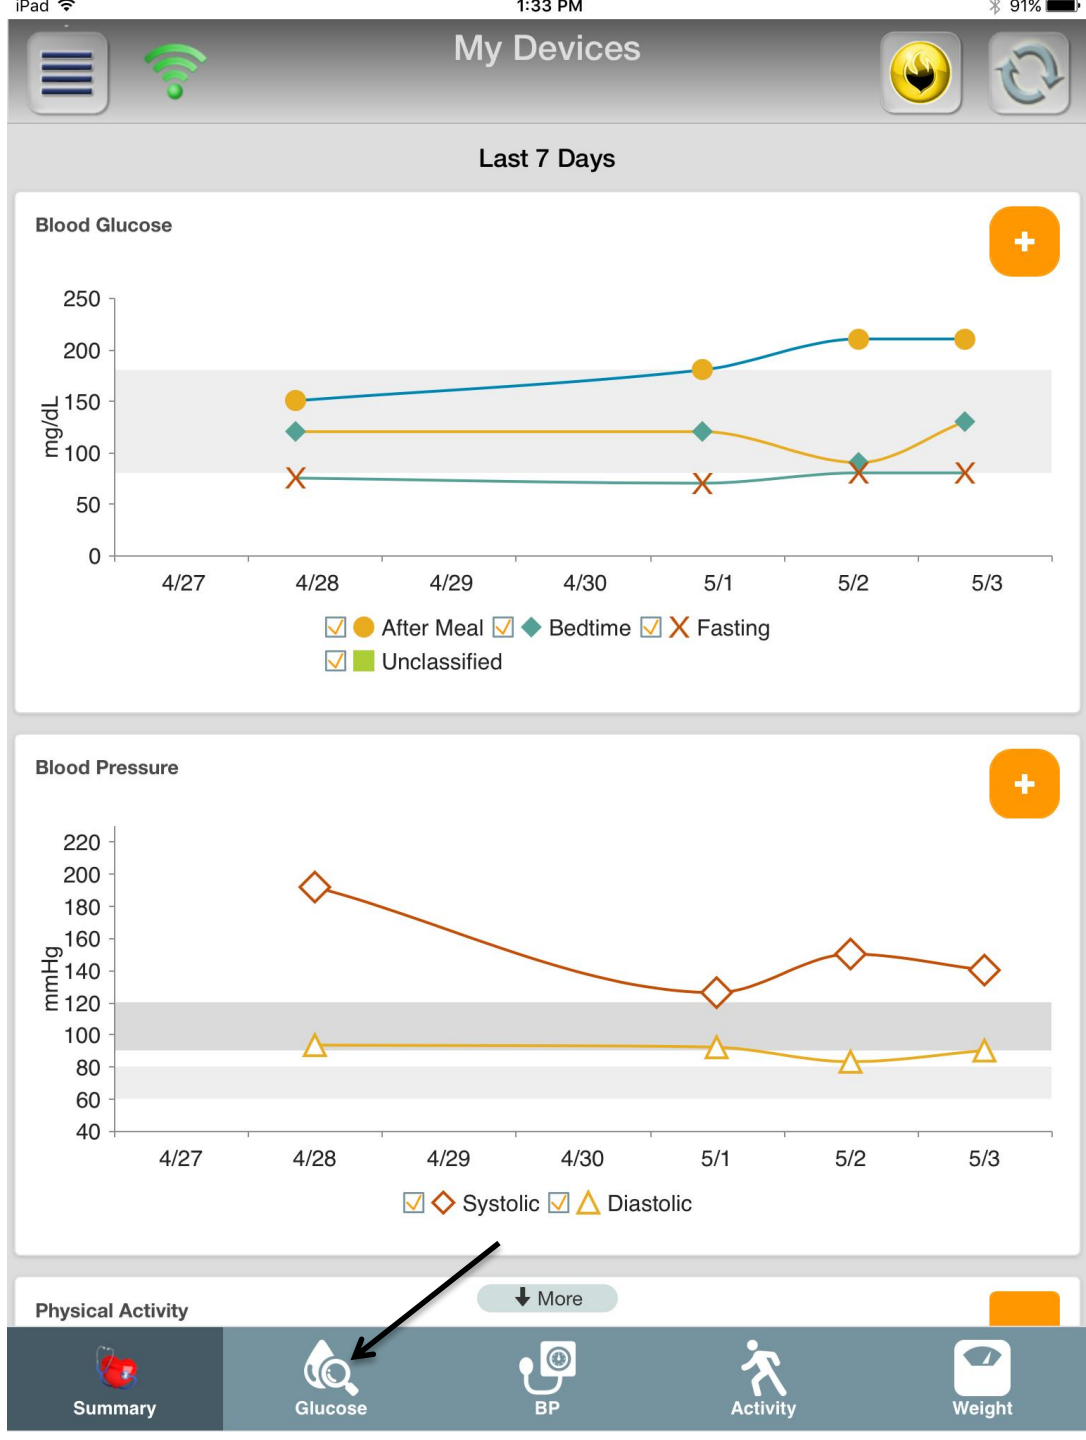 iPad 1:33 PM 91%
My Devices
Last 7 Days
Blood Glucose
+
250
200
150
100
50
0
mg/dL
4/27 4/28 4/29 4/30 5/1 5/2 5/3
After Meal Bedtime Fasting
Unclassified
Blood Pressure
+
220
200
180
160
140
120
100
80
60
40
mmHg
4/27 4/28 4/29 4/30 5/1 5/2 5/3
Systolic Diastolic
More
Physical Activity
Summary Glucose BP Activity Weight